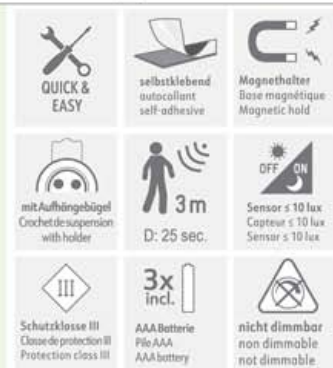 QUICK &
EASY
selbstklebend
autocollant
self-adhesive
Magnethalter
Base magnétique
Magnetic hold
mit Aufhängebügel
Crochet de suspension
with holder
3 m
D: 25 sec.
OFF ON
Sensor ≤ 10 lux
Capteur ≤ 10 lux
Sensor ≤ 10 lux
III
Schutzklasse III
Classe de protection III
Protection class III
3x
incl.
AAA Batterie
Pile AAA
AAA battery
nicht dimmbar
non dimmable
not dimmable